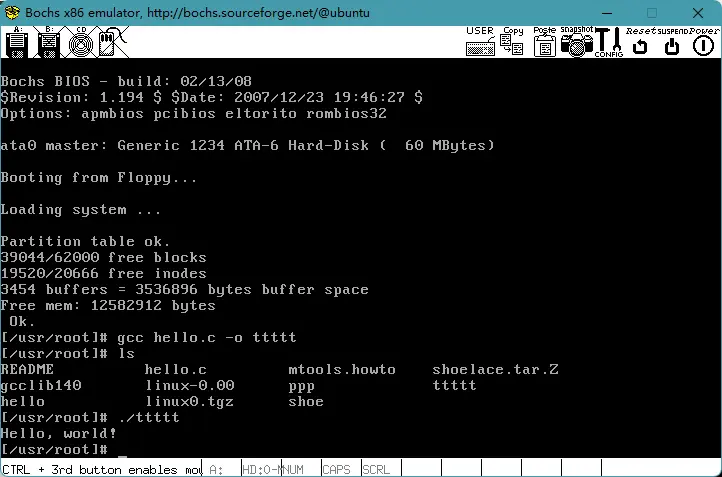 Bochs x86 emulator, http://bochs.sourceforge.net/@ubuntu
A: B: CD USER Copy Paste snapshot CONFIG Reset SUSPEND Power
Bochs BIOS - build: 02/13/08
$Revision: 1.194 $ $Date: 2007/12/23 19:46:27 $
Options: apmbios pcibios eltorito rombios32
ata0 master: Generic 1234 ATA-6 Hard-Disk (  60 MBytes)
Booting from Floppy...
Loading system ...
Partition table ok.
39044/62000 free blocks
19520/20666 free inodes
3454 buffers = 3536896 bytes buffer space
Free mem: 12582912 bytes
 Ok.
[/usr/root]# gcc hello.c -o ttttt
[/usr/root]# ls
README hello.c mtools.howto shoelace.tar.Z
gcclib140 linux-0.00 ppp ttttt
hello linux0.tgz shoe
[/usr/root]# ./ttttt
Hello, world!
[/usr/root]# _
CTRL + 3rd button enables mou A: HD:0-M NUM CAPS SCRL